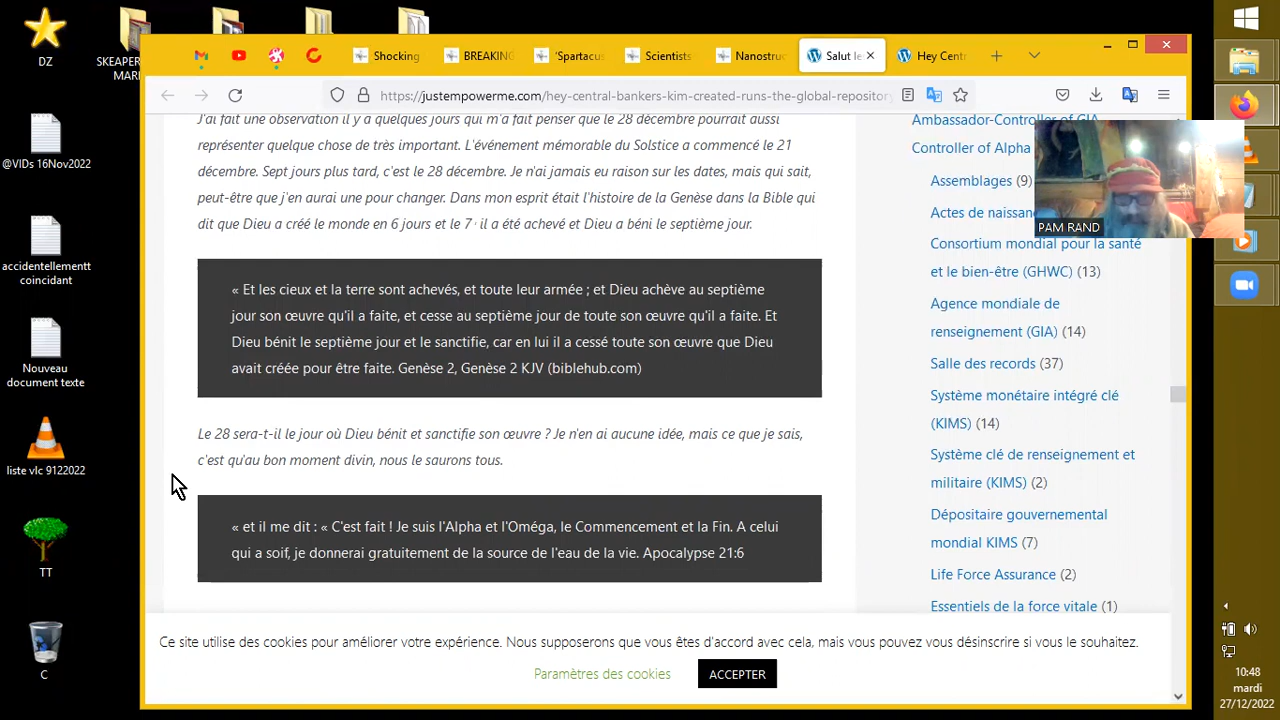 DZ
SKEAPER
MARI
@VIDs 16Nov2022
accidentellementt
coincidant
Nouveau
document texte
liste vlc 9122022
TT
C
Shocking
BREAKING
'Spartacus
Scientists
Nanostruc
Salut le
Hey Centr
https://justempowerme.com/hey-central-bankers-kim-created-runs-the-global-repository
J'ai fait une observation il y a quelques jours qui m'a fait penser que le 28 décembre pourrait aussi
représenter quelque chose de très important. L'événement mémorable du Solstice a commencé le 21
décembre. Sept jours plus tard, c'est le 28 décembre. Je n'ai jamais eu raison sur les dates, mais qui sait,
peut-être que j'en aurai une pour changer. Dans mon esprit était l'histoire de la Genèse dans la Bible qui
dit que Dieu a créé le monde en 6 jours et le 7 il a été achevé et Dieu a béni le septième jour.
« Et les cieux et la terre sont achevés, et toute leur armée ; et Dieu achève au septième
jour son œuvre qu'il a faite, et cesse au septième jour de toute son œuvre qu'il a faite. Et
Dieu bénit le septième jour et le sanctifie, car en lui il a cessé toute son œuvre que Dieu
avait créée pour être faite. Genèse 2, Genèse 2 KJV (biblehub.com)
Le 28 sera-t-il le jour où Dieu bénit et sanctifie son œuvre ? Je n'en ai aucune idée, mais ce que je sais,
c'est qu'au bon moment divin, nous le saurons tous.
« et il me dit : « C'est fait ! Je suis l'Alpha et l'Oméga, le Commencement et la Fin. A celui
qui a soif, je donnerai gratuitement de la source de l'eau de la vie. Apocalypse 21:6
Ambassador-Controller of GIA
Controller of Alpha
Assemblages (9)
Actes de naissan
Consortium mondial pour la santé
et le bien-être (GHWC) (13)
Agence mondiale de
renseignement (GIA) (14)
Salle des records (37)
Système monétaire intégré clé
(KIMS) (14)
Système clé de renseignement et
militaire (KIMS) (2)
Dépositaire gouvernemental
mondial KIMS (7)
Life Force Assurance (2)
Essentiels de la force vitale (1)
PAM RAND
Ce site utilise des cookies pour améliorer votre expérience. Nous supposerons que vous êtes d'accord avec cela, mais vous pouvez vous désinscrire si vous le souhaitez.
Paramètres des cookies
ACCEPTER
10:48
mardi
27/12/2022